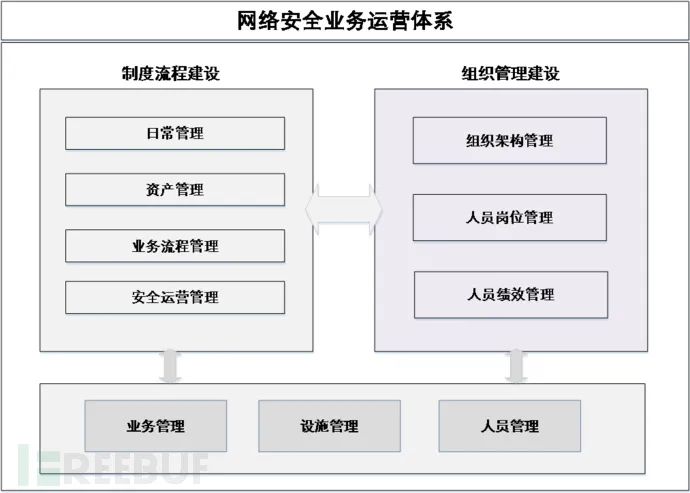 网络安全业务运营体系
制度流程建设
日常管理
资产管理
业务流程管理
安全运营管理
组织管理建设
组织架构管理
人员岗位管理
人员绩效管理
业务管理
设施管理
人员管理
FREEBUF